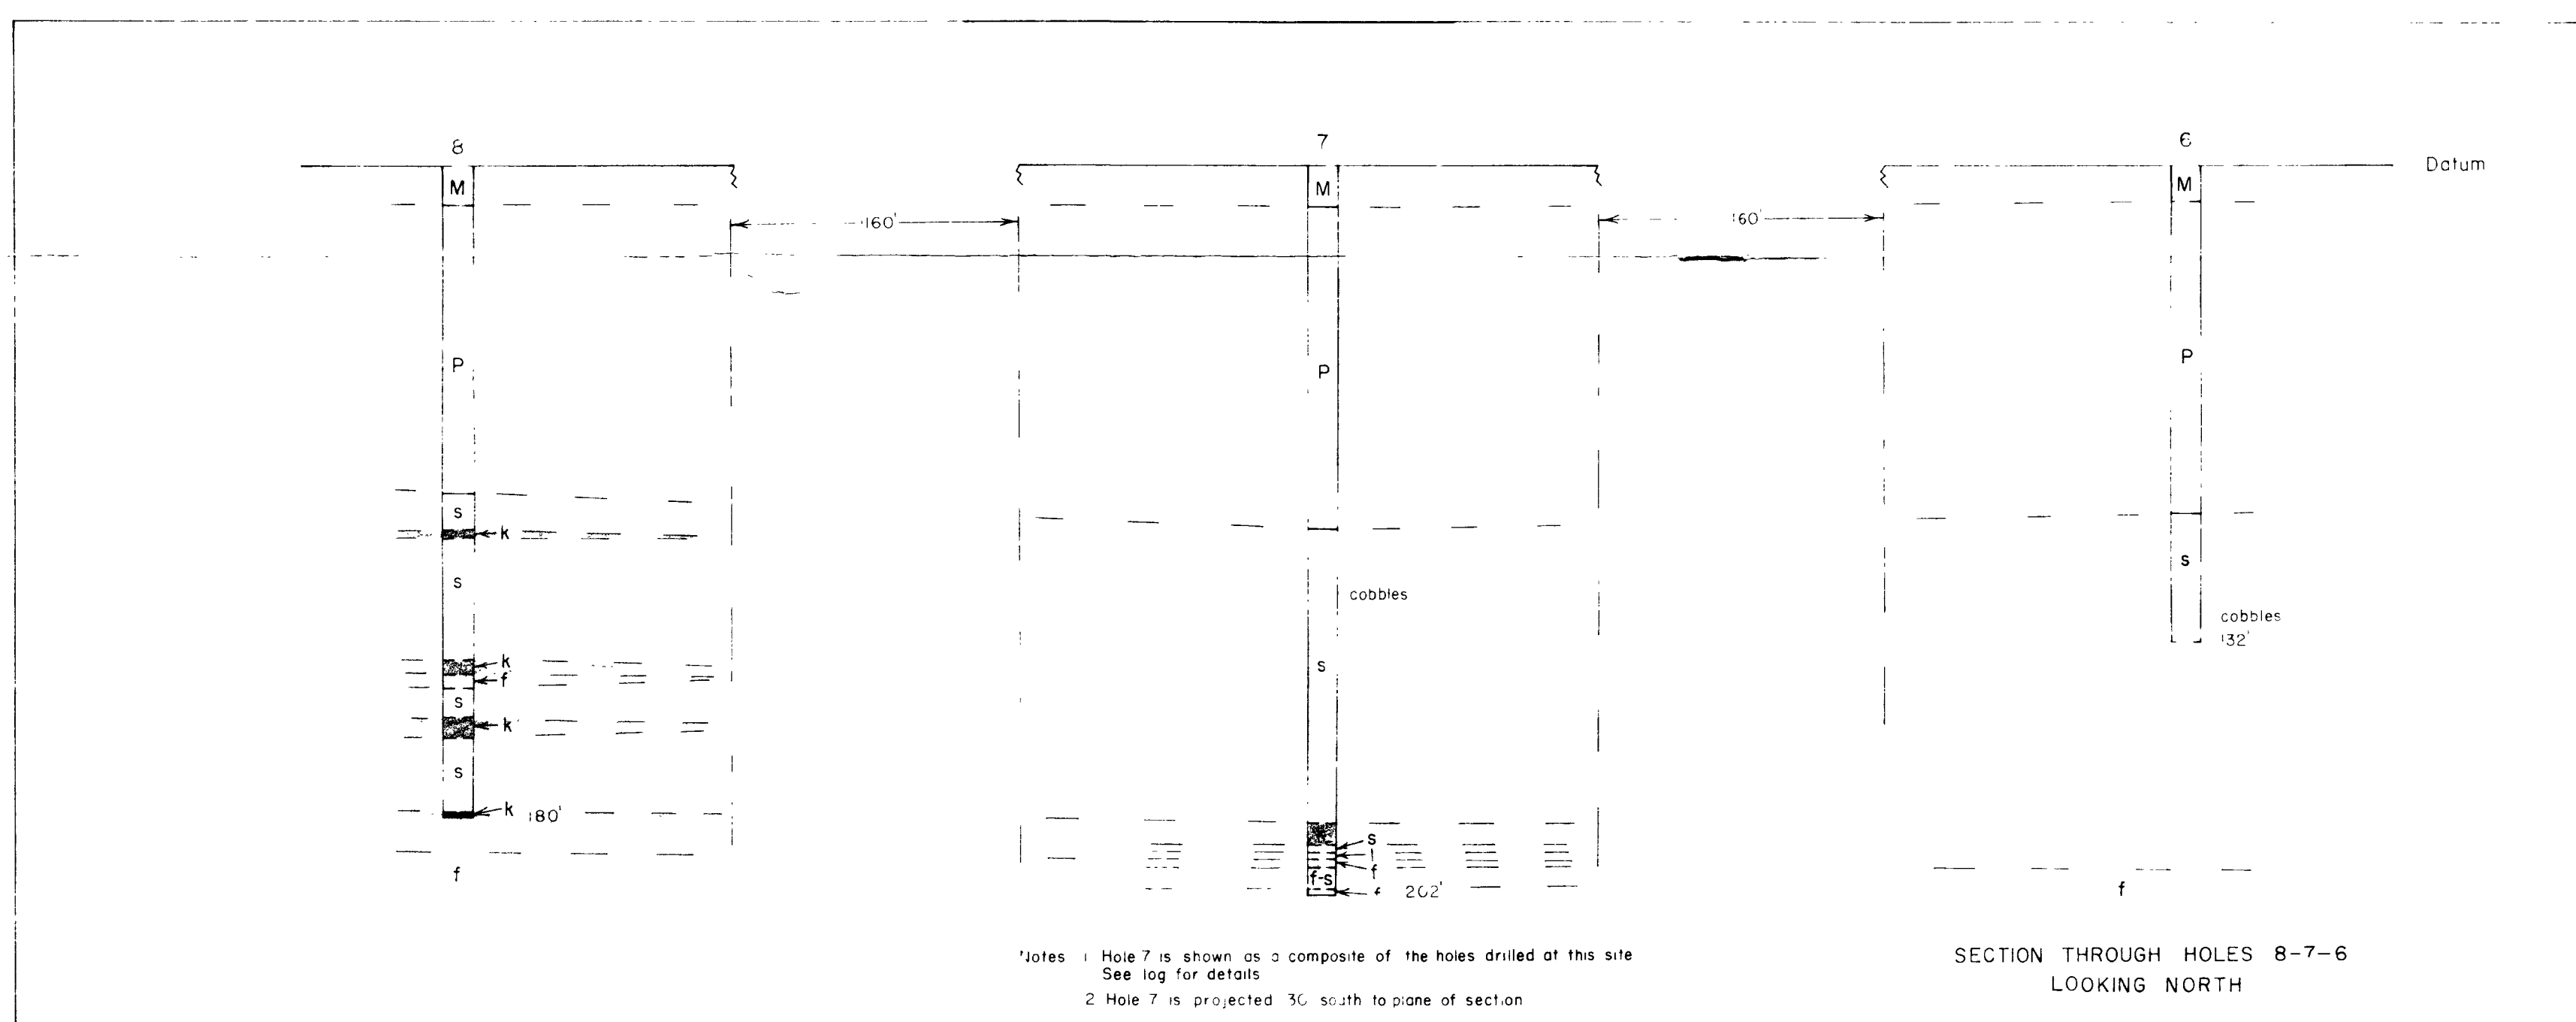 8
7
6
Datum
M
M
M
160'
160'
P
P
P
s
k
s
s
cobbles
cobbles
132'
k
f
s
s
k
s
k 180'
f
s
f
f-s
202'
f
Notes 1 Hole 7 is shown as a composite of the holes drilled at this site
See log for details
2 Hole 7 is projected 30 south to plane of section
SECTION THROUGH HOLES 8-7-6
LOOKING NORTH